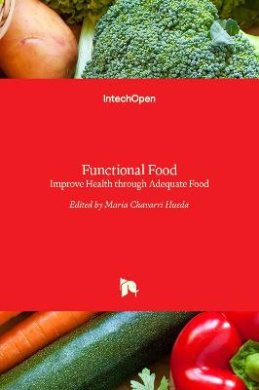 IntechOpen
Functional Food
Improve Health through Adequate Food
Edited by Maria Chavarri Hueda